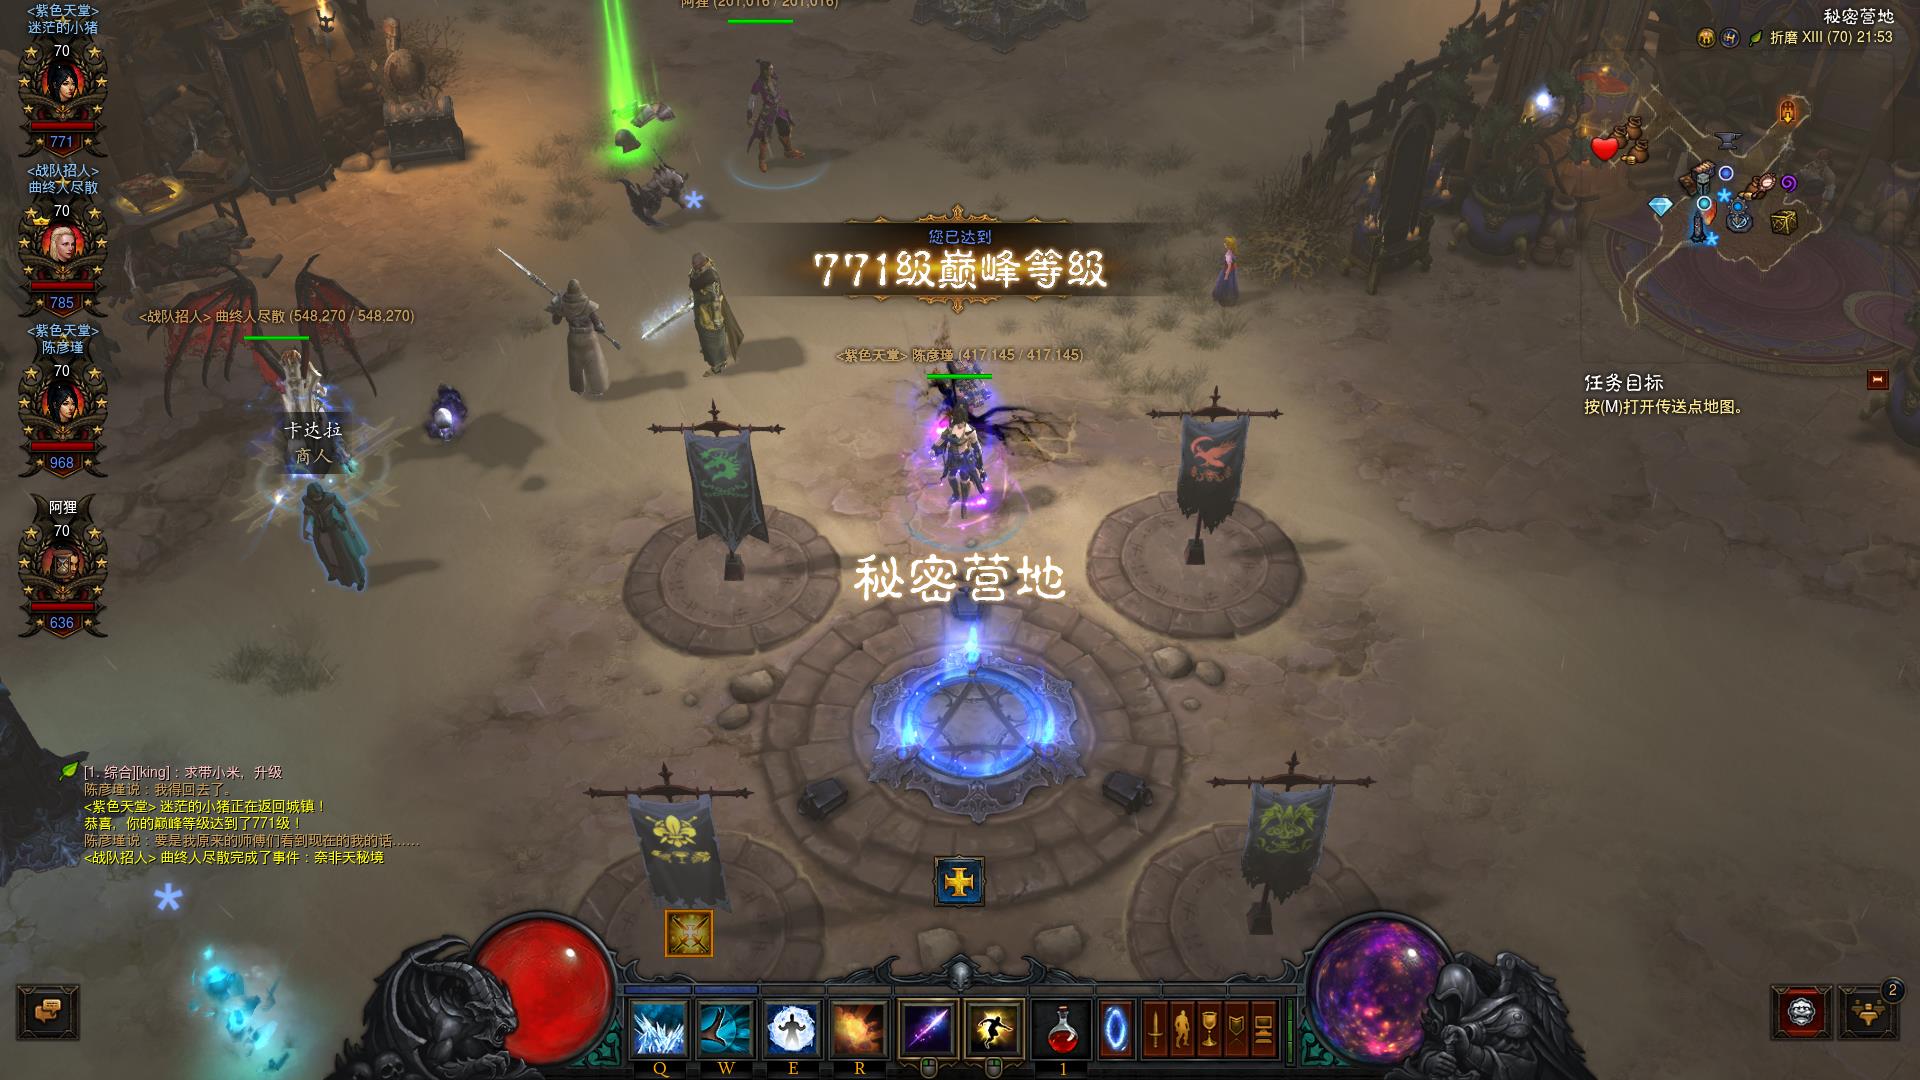 <紫色天堂>
迷茫的小猪
70
771
<战队招人>
曲终人尽散
70
785
<紫色天堂>
陈彦瑾
70
968
阿狸
70
636
阿狸 (201,016 / 201,016)
秘密营地
折磨 XIII (70) 21:53
您已达到
771级巅峰等级
<战队招人> 曲终人尽散 (548,270 / 548,270)
<紫色天堂> 陈彦瑾 (417,145 / 417,145)
任务目标
按(M)打开传送点地图。
卡达拉
商人
秘密营地
[1. 综合][king]：求带小米，升级
陈彦瑾说：我得回去了。
<紫色天堂> 迷茫的小猪正在返回城镇！
恭喜，你的巅峰等级达到了771级！
陈彦瑾说：要是我原来的师傅们看到现在的我的话……
<战队招人> 曲终人尽散完成了事件：奈非天秘境
2
Q W E R 1